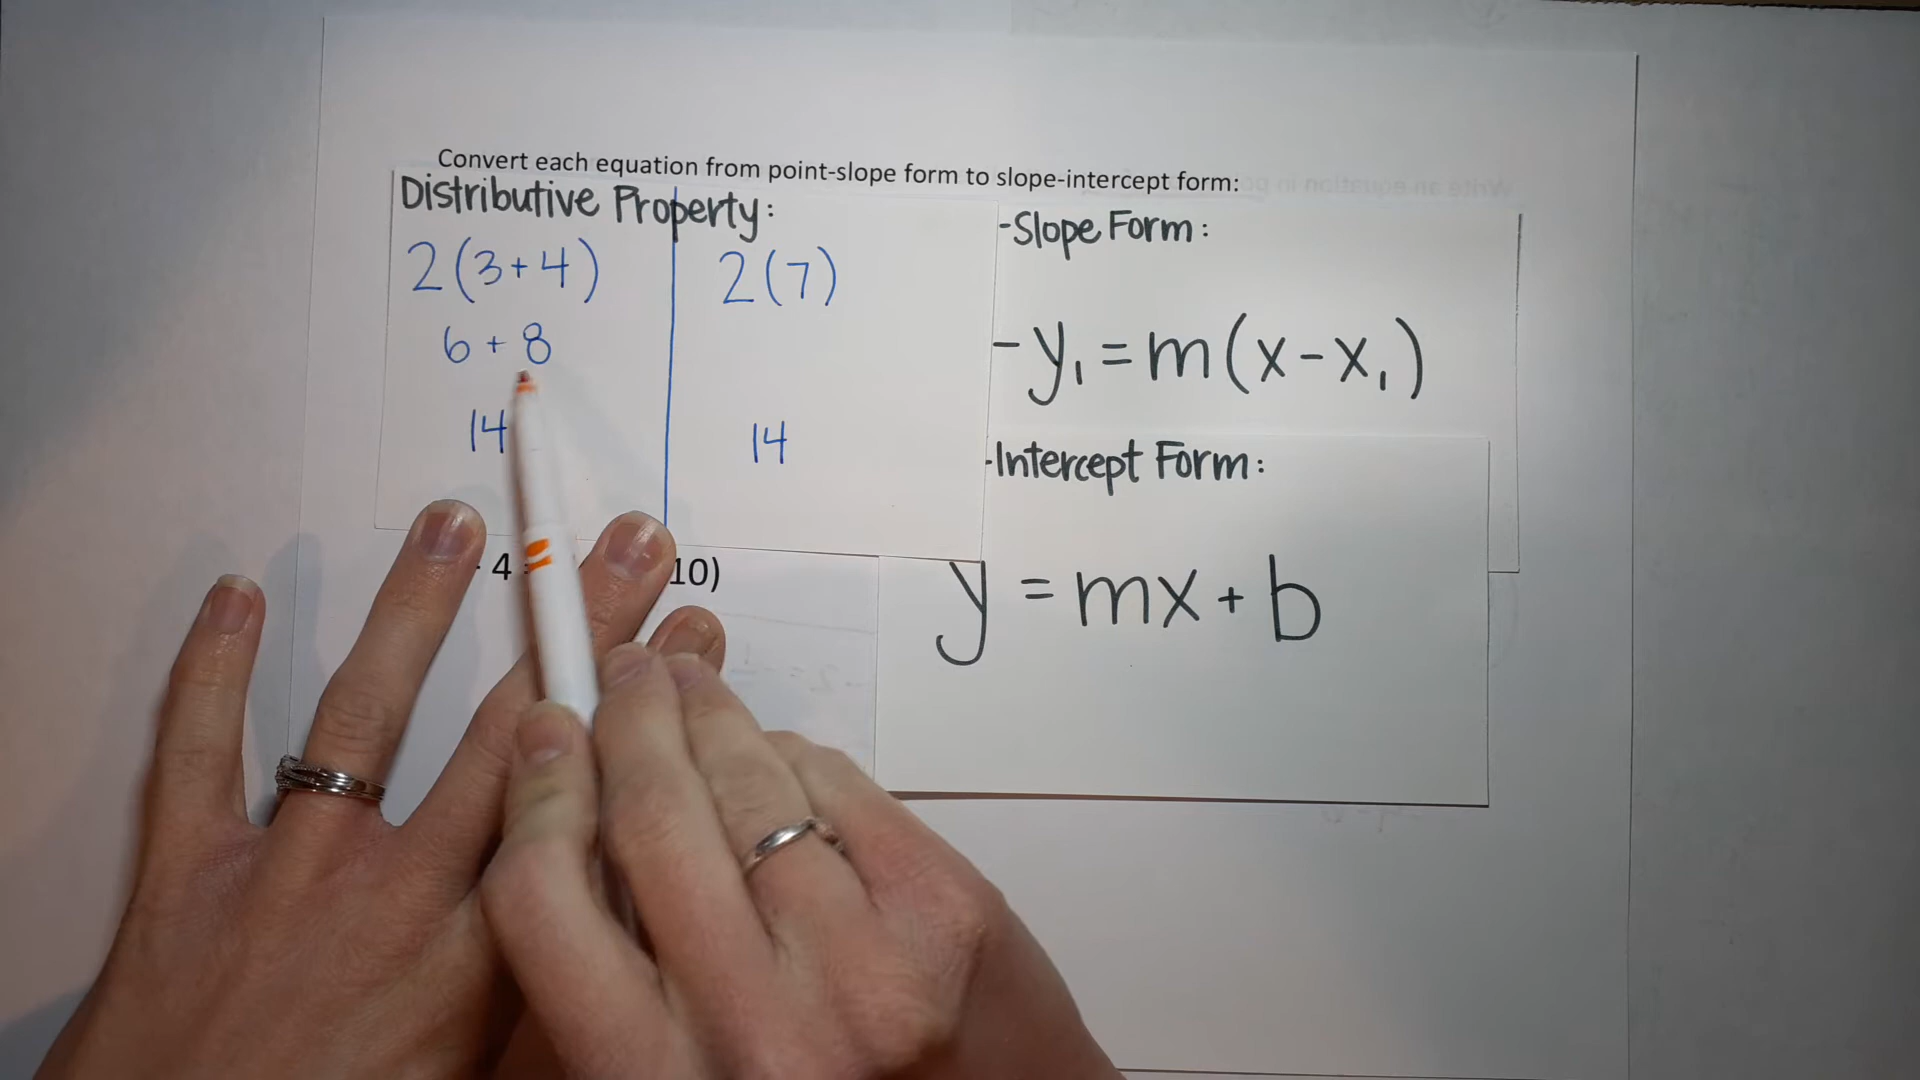 Convert each equation from point-slope form to slope-intercept form:
Distributive Property:
2(3+4)
2(7)
6 + 8
14
14
-Slope Form:
- y₁ = m(x-x₁)
-Intercept Form:
y = mx + b
4
10)